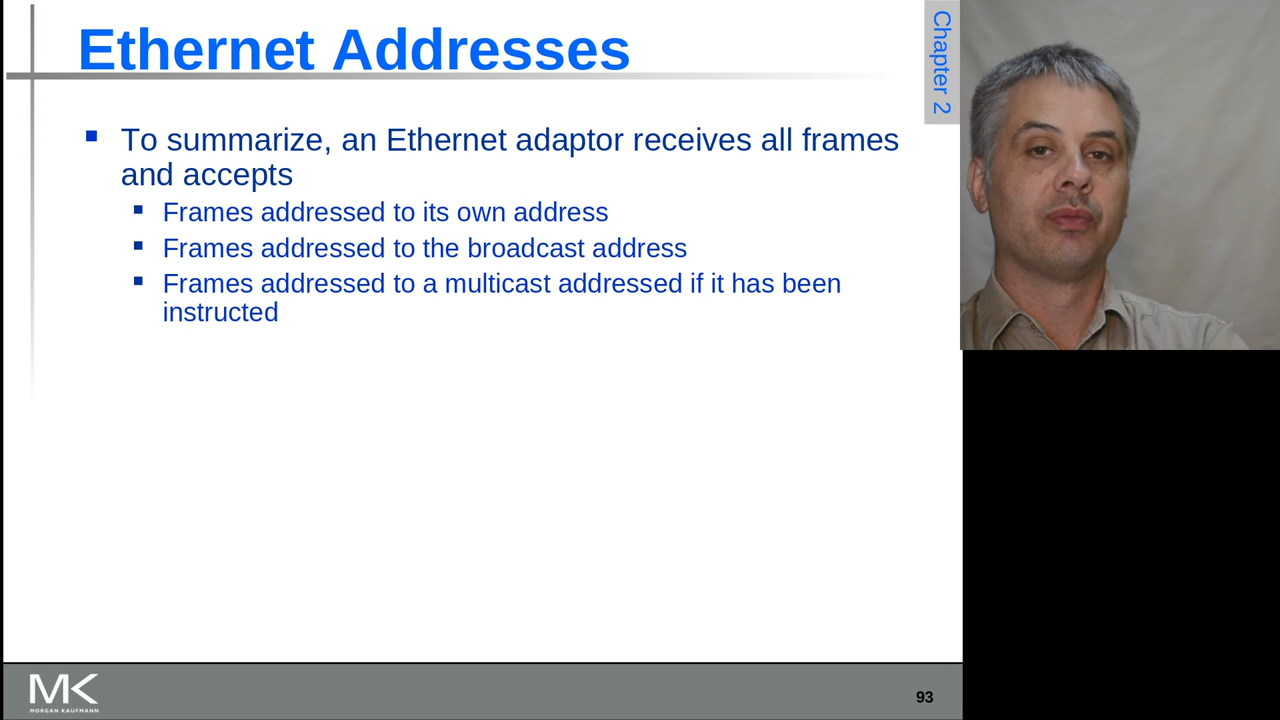 Ethernet Addresses
Chapter 2
To summarize, an Ethernet adaptor receives all frames
and accepts
Frames addressed to its own address
Frames addressed to the broadcast address
Frames addressed to a multicast addressed if it has been
instructed
MK
MORGAN KAUFMANN
93